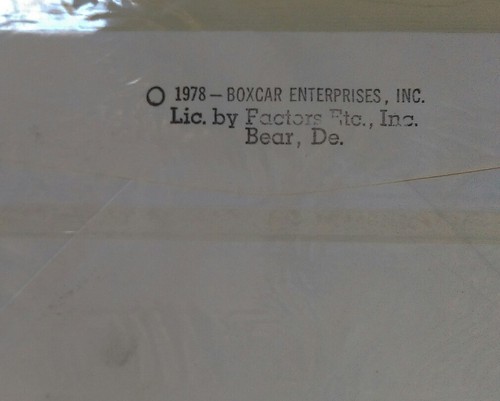 © 1978 — BOXCAR ENTERPRISES, INC.
Lic. by Factors Etc., Inc.
Bear, De.